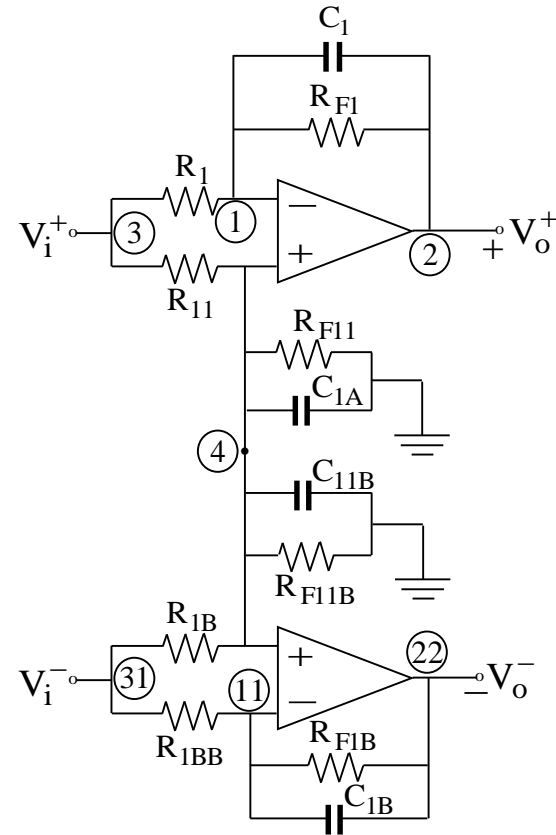 C1
RF1
R1
1
−
Vi+
3
+
2
+
Vo+
R11
RF11
C1A
4
C11B
RF11B
R1B
+
22
Vi−
31
11
−
−
Vo−
R1BB
RF1B
C1B